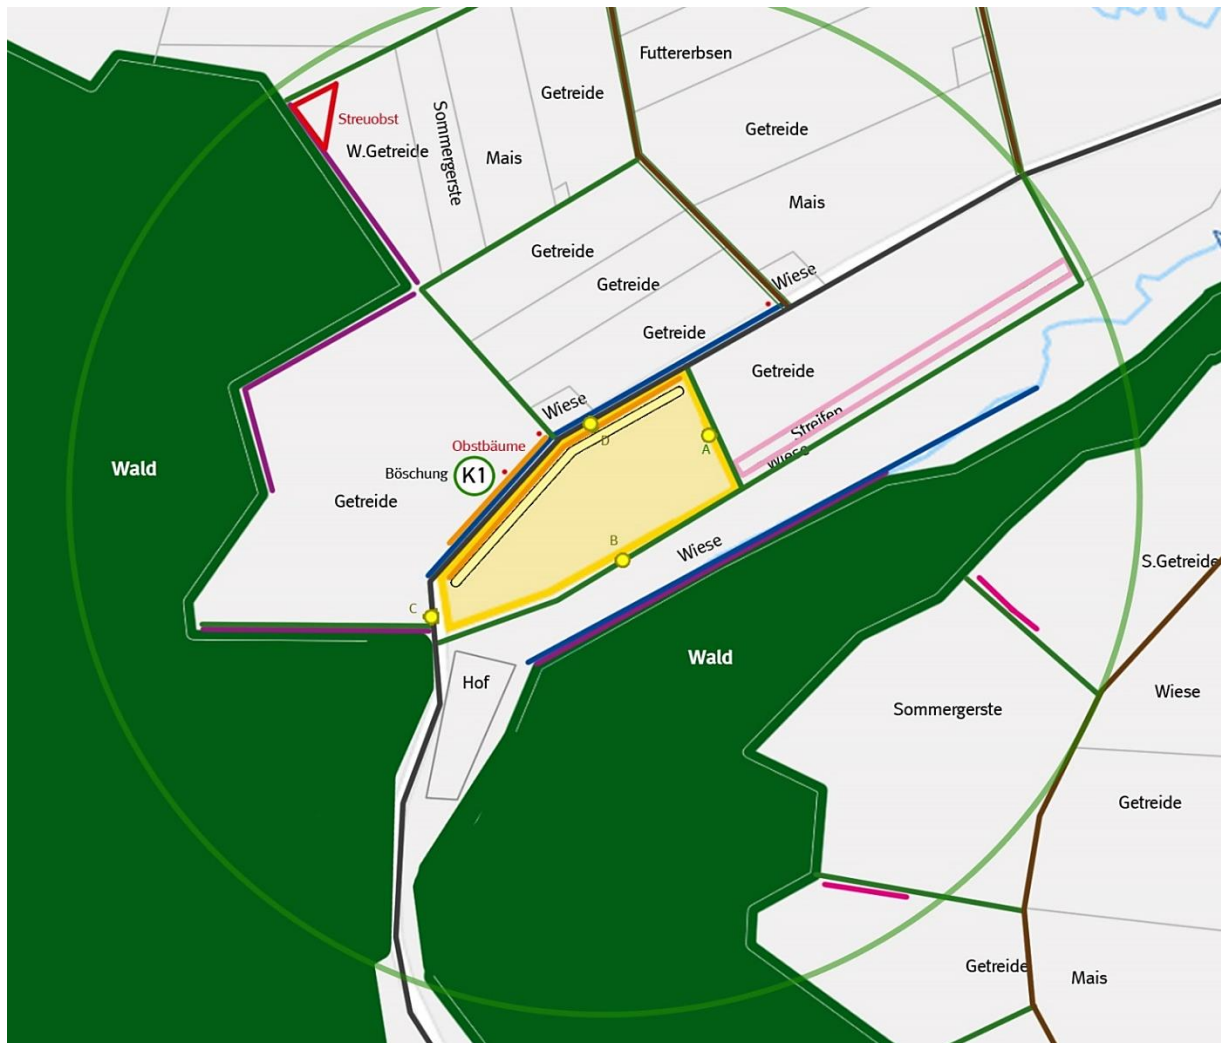 Futtererbsen
Getreide
Sommergerste
Streuobst
W.Getreide
Mais
Getreide
Mais
Getreide
Getreide
Wiese
Getreide
Getreide
Wiese
Streifen
Wiese
Obstbäume
Böschung
K1
D
A
Wald
Getreide
B
Wiese
C
S.Getreide
Wald
Hof
Sommergerste
Wiese
Getreide
Getreide
Mais